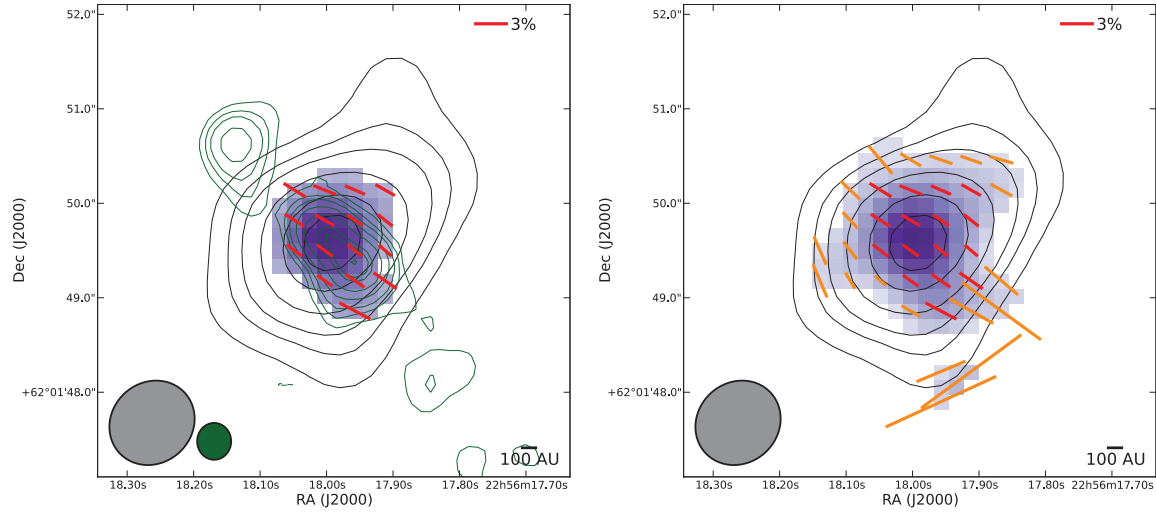 52.0"
3%
51.0"
50.0"
Dec (J2000)
49.0"
+62°01'48.0"
100 AU
18.30s
18.20s
18.10s
18.00s
17.90s
17.80s
22h56m17.70s
RA (J2000)
52.0"
3%
51.0"
50.0"
Dec (J2000)
49.0"
+62°01'48.0"
100 AU
18.30s
18.20s
18.10s
18.00s
17.90s
17.80s
22h56m17.70s
RA (J2000)